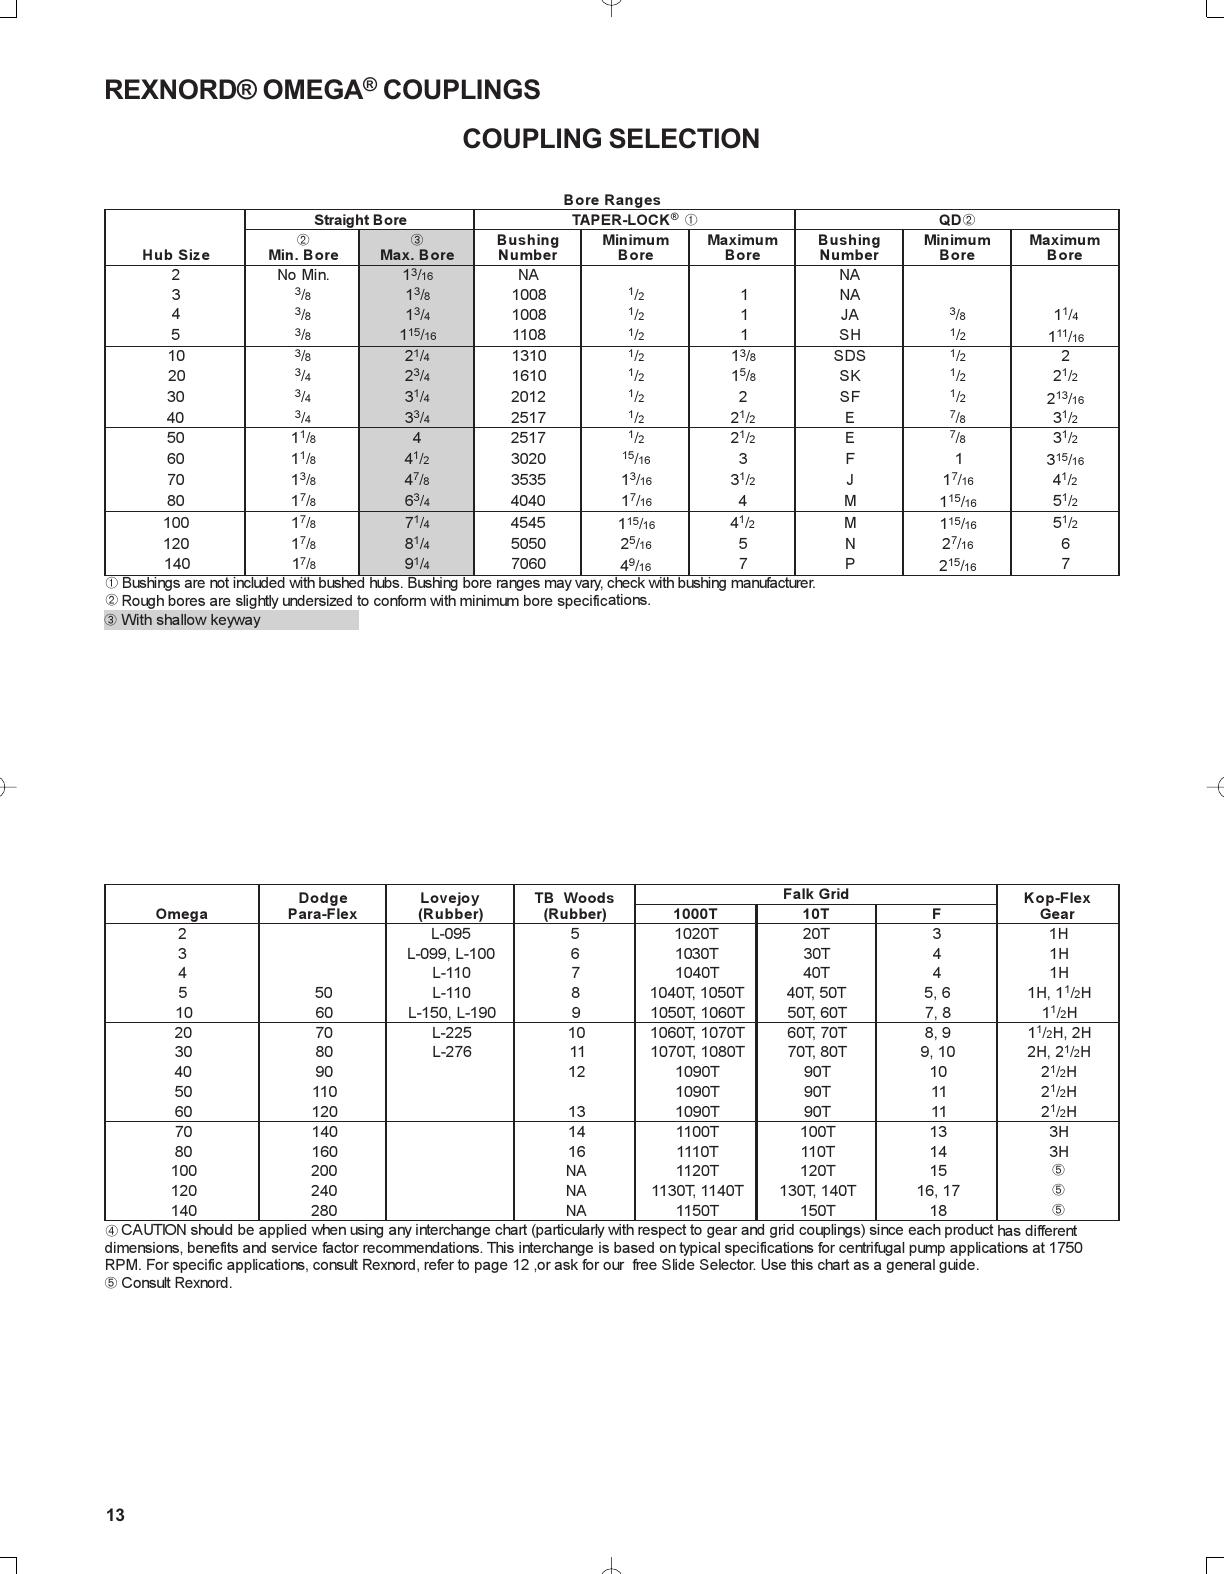 REXNORD® OMEGA® COUPLINGS
COUPLING SELECTION
Bore Ranges
Straight Bore TAPER-LOCK® ① QD②
② ③ Bushing Minimum Maximum Bushing Minimum Maximum
Hub Size Min. Bore Max. Bore Number Bore Bore Number Bore Bore
2 No Min. 1 3/16 NA NA
3 3/8 1 3/8 1008 1/2 1 NA
4 3/8 1 3/4 1008 1/2 1 JA 3/8 1 1/4
5 3/8 1 15/16 1108 1/2 1 SH 1/2 1 11/16
10 3/8 2 1/4 1310 1/2 1 3/8 SDS 1/2 2
20 3/4 2 3/4 1610 1/2 1 5/8 SK 1/2 2 1/2
30 3/4 3 1/4 2012 1/2 2 SF 1/2 2 13/16
40 3/4 3 3/4 2517 1/2 2 1/2 E 7/8 3 1/2
50 1 1/8 4 2517 1/2 2 1/2 E 7/8 3 1/2
60 1 1/8 4 1/2 3020 15/16 3 F 1 3 15/16
70 1 3/8 4 7/8 3535 1 3/16 3 1/2 J 1 7/16 4 1/2
80 1 7/8 6 3/4 4040 1 7/16 4 M 1 15/16 5 1/2
100 1 7/8 7 1/4 4545 1 15/16 4 1/2 M 1 15/16 5 1/2
120 1 7/8 8 1/4 5050 2 5/16 5 N 2 7/16 6
140 1 7/8 9 1/4 7060 4 9/16 7 P 2 15/16 7
① Bushings are not included with bushed hubs. Bushing bore ranges may vary, check with bushing manufacturer.
② Rough bores are slightly undersized to conform with minimum bore specifications.
③ With shallow keyway
Dodge Lovejoy TB Woods Falk Grid Kop-Flex
Omega Para-Flex (Rubber) (Rubber) 1000T 10T F Gear
2 L-095 5 1020T 20T 3 1H
3 L-099, L-100 6 1030T 30T 4 1H
4 L-110 7 1040T 40T 4 1H
5 50 L-110 8 1040T, 1050T 40T, 50T 5, 6 1H, 1 1/2H
10 60 L-150, L-190 9 1050T, 1060T 50T, 60T 7, 8 1 1/2H
20 70 L-225 10 1060T, 1070T 60T, 70T 8, 9 1 1/2H, 2H
30 80 L-276 11 1070T, 1080T 70T, 80T 9, 10 2H, 2 1/2H
40 90 12 1090T 90T 10 2 1/2H
50 110 1090T 90T 11 2 1/2H
60 120 13 1090T 90T 11 2 1/2H
70 140 14 1100T 100T 13 3H
80 160 16 1110T 110T 14 3H
100 200 NA 1120T 120T 15 ⑤
120 240 NA 1130T, 1140T 130T, 140T 16, 17 ⑤
140 280 NA 1150T 150T 18 ⑤
④ CAUTION should be applied when using any interchange chart (particularly with respect to gear and grid couplings) since each product has different
dimensions, benefits and service factor recommendations. This interchange is based on typical specifications for centrifugal pump applications at 1750
RPM. For specific applications, consult Rexnord, refer to page 12 ,or ask for our free Slide Selector. Use this chart as a general guide.
⑤ Consult Rexnord.
13